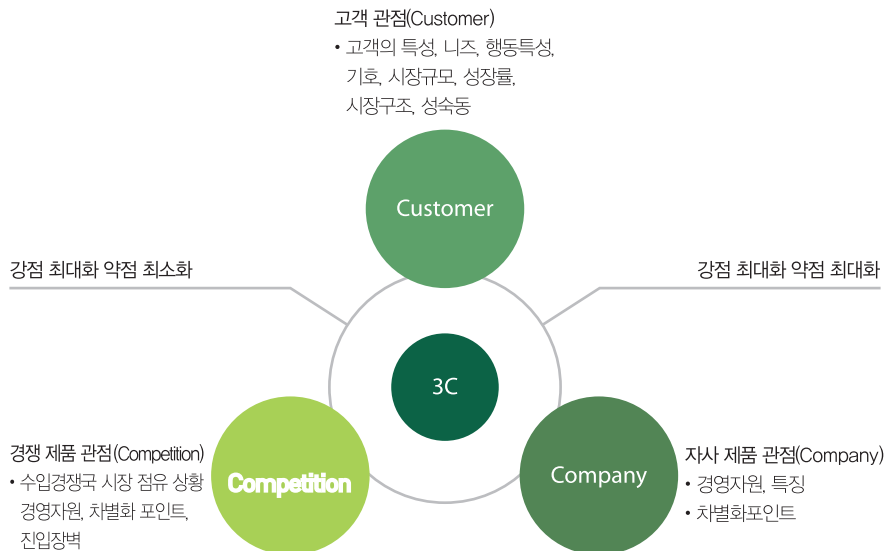 고객 관점(Customer)
• 고객의 특성, 니즈, 행동특성,
기호, 시장규모, 성장률,
시장구조, 성숙동
Customer
강점 최대화 약점 최소화
강점 최대화 약점 최대화
3C
경쟁 제품 관점(Competition)
• 수입경쟁국 시장 점유 상황
경영자원, 차별화 포인트,
진입장벽
Competition
Company
자사 제품 관점(Company)
• 경영자원, 특징
• 차별화포인트